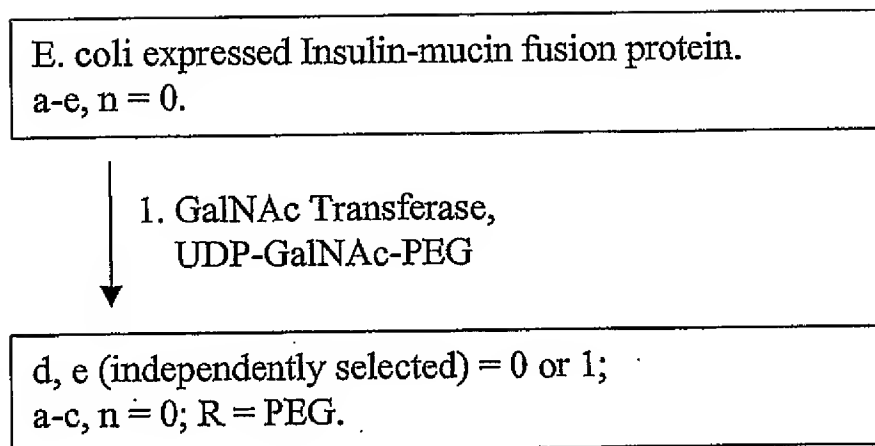 E. coli expressed Insulin-mucin fusion protein.
a-e, n = 0.
1. GalNAc Transferase,
UDP-GalNAc-PEG
d, e (independently selected) = 0 or 1;
a-c, n = 0; R = PEG.